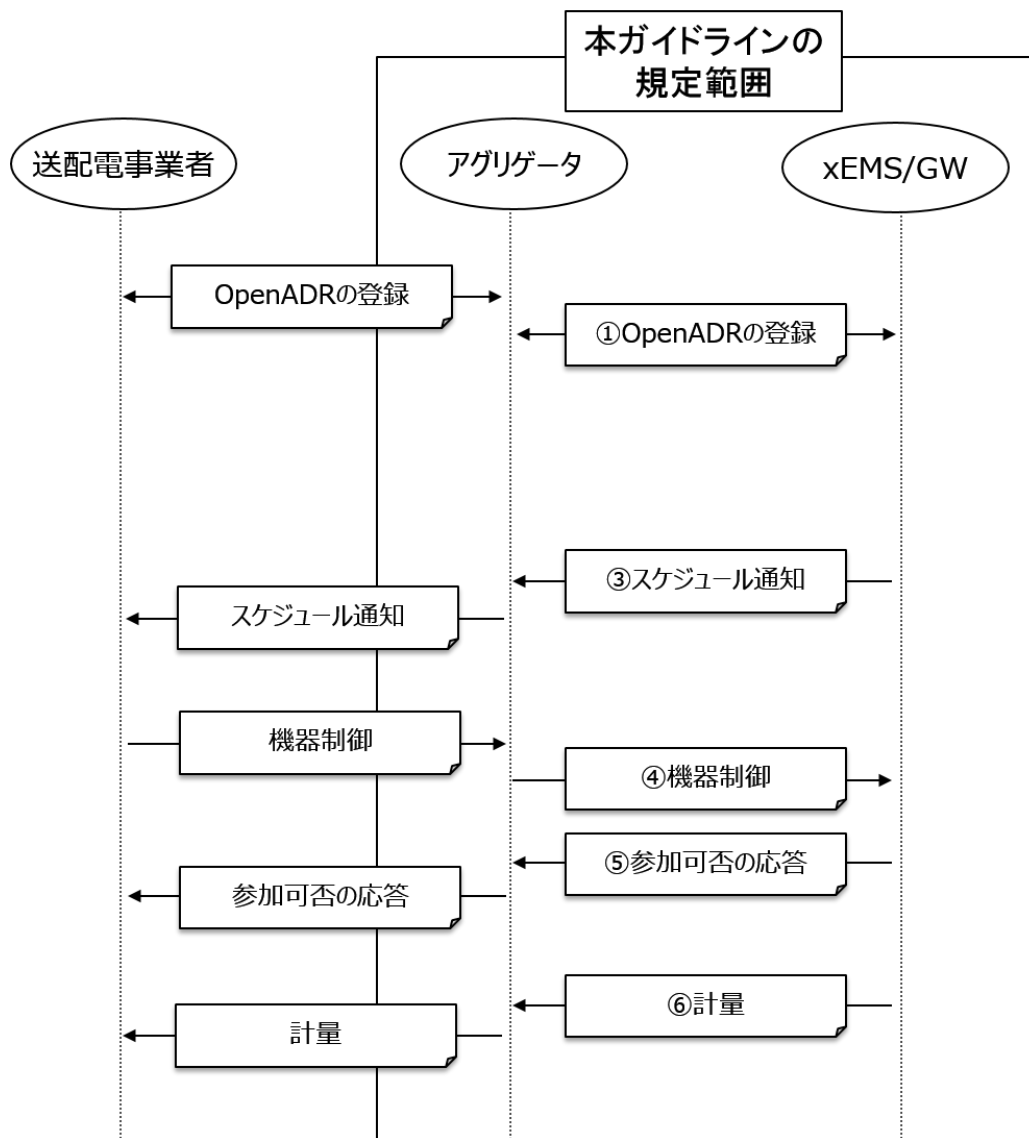 本ガイドラインの
規定範囲
送配電事業者
アグリゲータ
xEMS/GW
OpenADRの登録
①OpenADRの登録
③スケジュール通知
スケジュール通知
機器制御
④機器制御
⑤参加可否の応答
参加可否の応答
⑥計量
計量